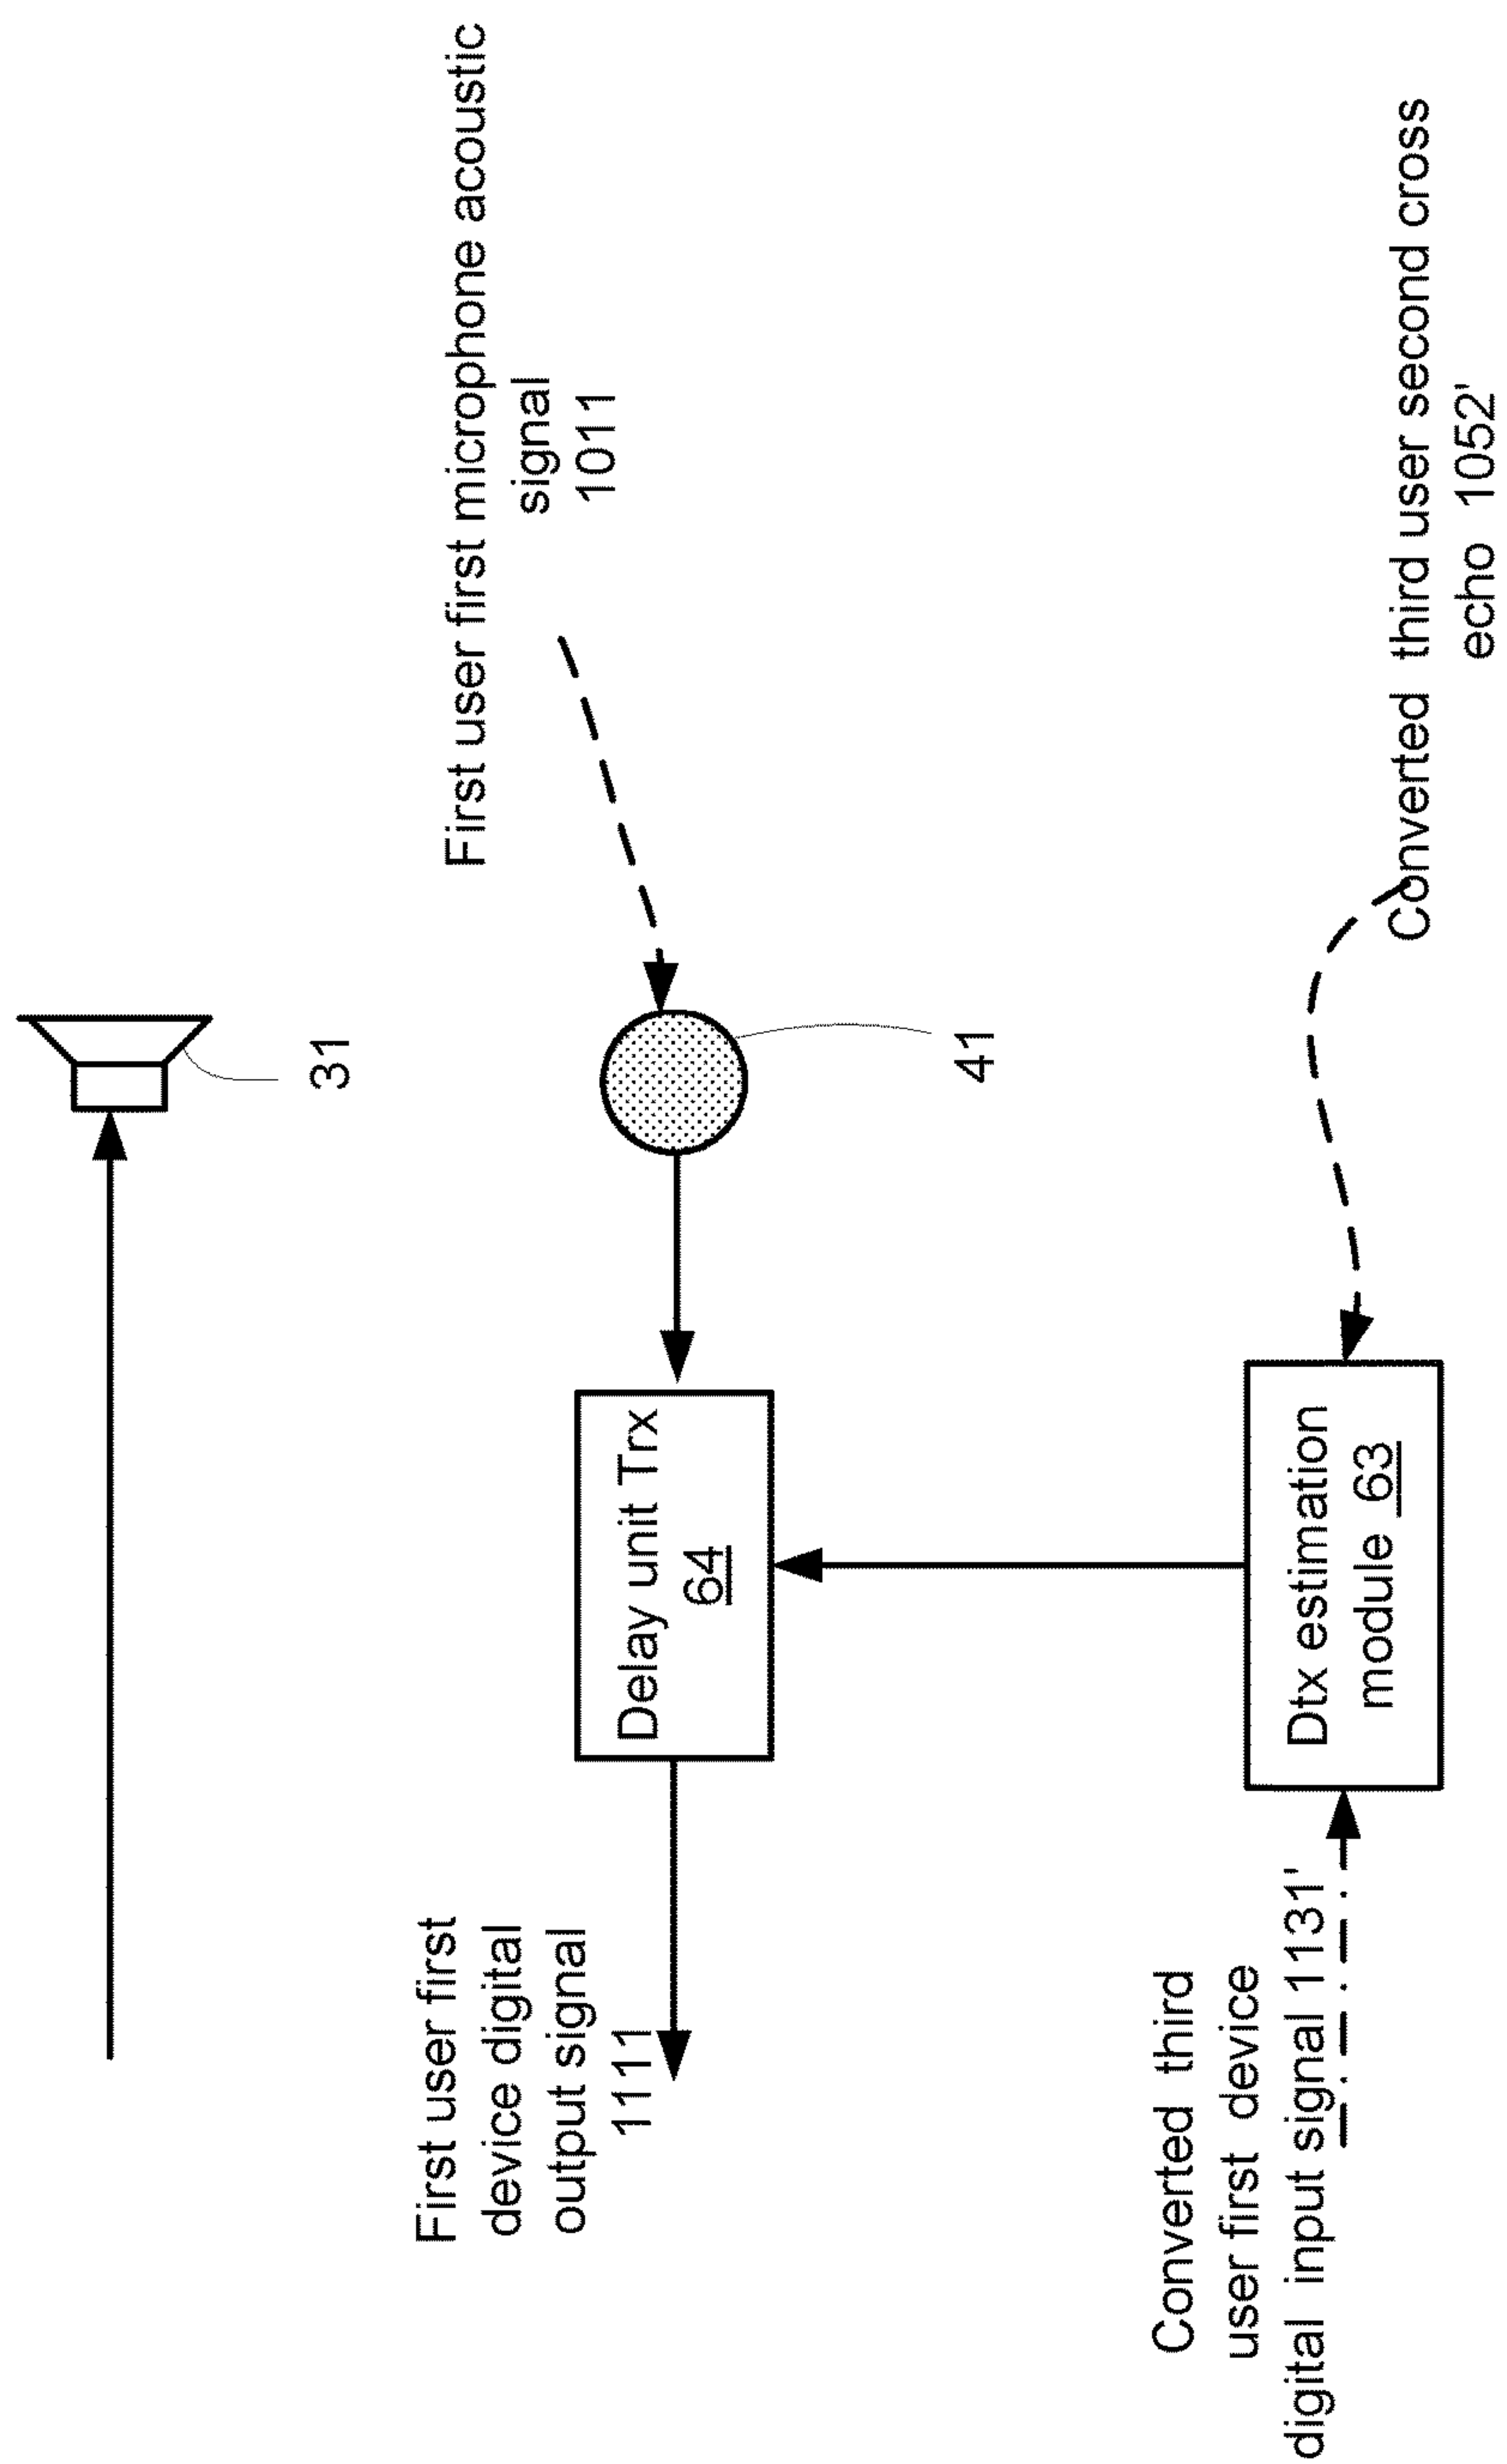 31
First user first microphone acoustic
signal
1011
41
First user first
device digital
output signal
1111
Delay unit Trx
64
Converted third
user first device
digital input signal 1131'
Dtx estimation
module 63
Converted third user second cross
echo 1052'